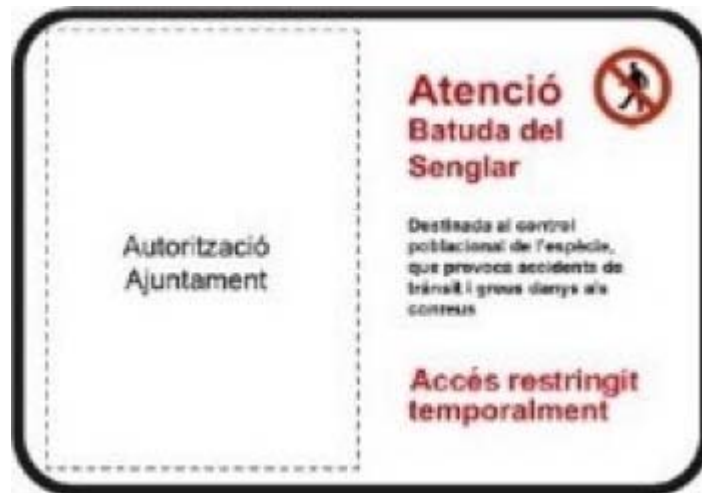 Autorització
Ajuntament
Atenció
Batuda del
Senglar
Destinada al control
poblacional de l'espècie,
que provoca accidents de
trànsit i greus danys als
conreus
Accés restringit
temporalment